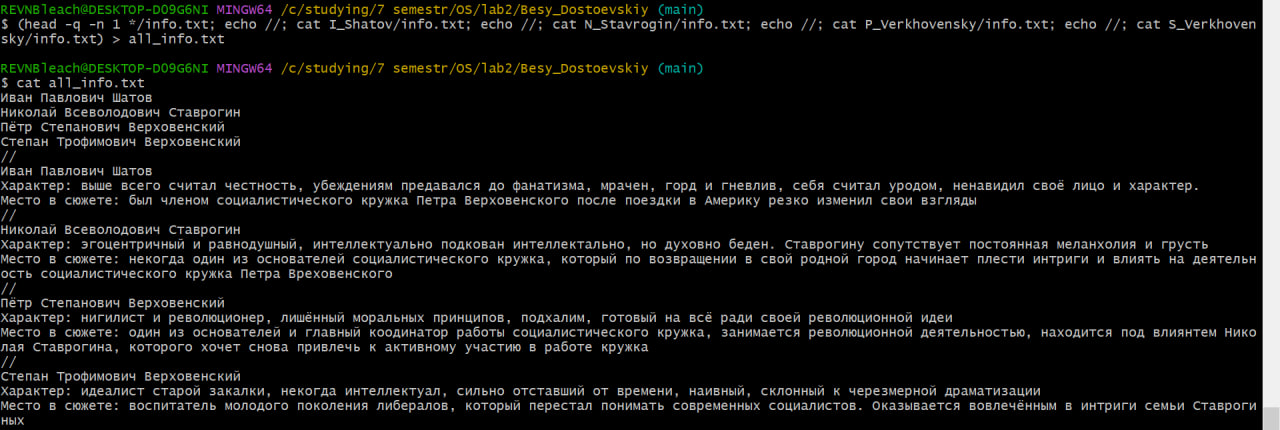 REVNBleach@DESKTOP-DO9G6NI MINGW64 /c/studying/7 semestr/OS/lab2/Besy_Dostoevskiy (main)
$ (head -q -n 1 */info.txt; echo //; cat I_Shatov/info.txt; echo //; cat N_Stavrogin/info.txt; echo //; cat P_Verkhovensky/info.txt; echo //; cat S_Verkhoven
sky/info.txt) > all_info.txt
REVNBleach@DESKTOP-DO9G6NI MINGW64 /c/studying/7 semestr/OS/lab2/Besy_Dostoevskiy (main)
$ cat all_info.txt
Иван Павлович Шатов
Николай Всеволодович Ставрогин
Пётр Степанович Верховенский
Степан Трофимович Верховенский
//
Иван Павлович Шатов
Характер: выше всего считал честность, убеждениям предавался до фанатизма, мрачен, горд и гневлив, себя считал уродом, ненавидил своё лицо и характер.
Место в сюжете: был членом социалистического кружка Петра Верховенского после поездки в Америку резко изменил свои взгляды
//
Николай Всеволодович Ставрогин
Характер: эгоцентричный и равнодушный, интеллектуально подкован интеллектально, но духовно беден. Ставрогину сопутствует постоянная меланхолия и грусть
Место в сюжете: некогда один из основателей социалистического кружка, который по возвращении в свой родной город начинает плести интриги и влиять на деятельн
ость социалистического кружка Петра Вреховенского
//
Пётр Степанович Верховенский
Характер: нигилист и революционер, лишённый моральных принципов, подхалим, готовый на всё ради своей революционной идеи
Место в сюжете: один из основателей и главный коодинатор работы социалистического кружка, занимается революционной деятельностью, находится под влиянтем Нико
лая Ставрогина, которого хочет снова привлечь к активному участию в работе кружка
//
Степан Трофимович Верховенский
Характер: идеалист старой закалки, некогда интеллектуал, сильно отставший от времени, наивный, склонный к черезмерной драматизации
Место в сюжете: воспитатель молодого поколения либералов, который перестал понимать современных социалистов. Оказывается вовлечённым в интриги семьи Ставроги
ных